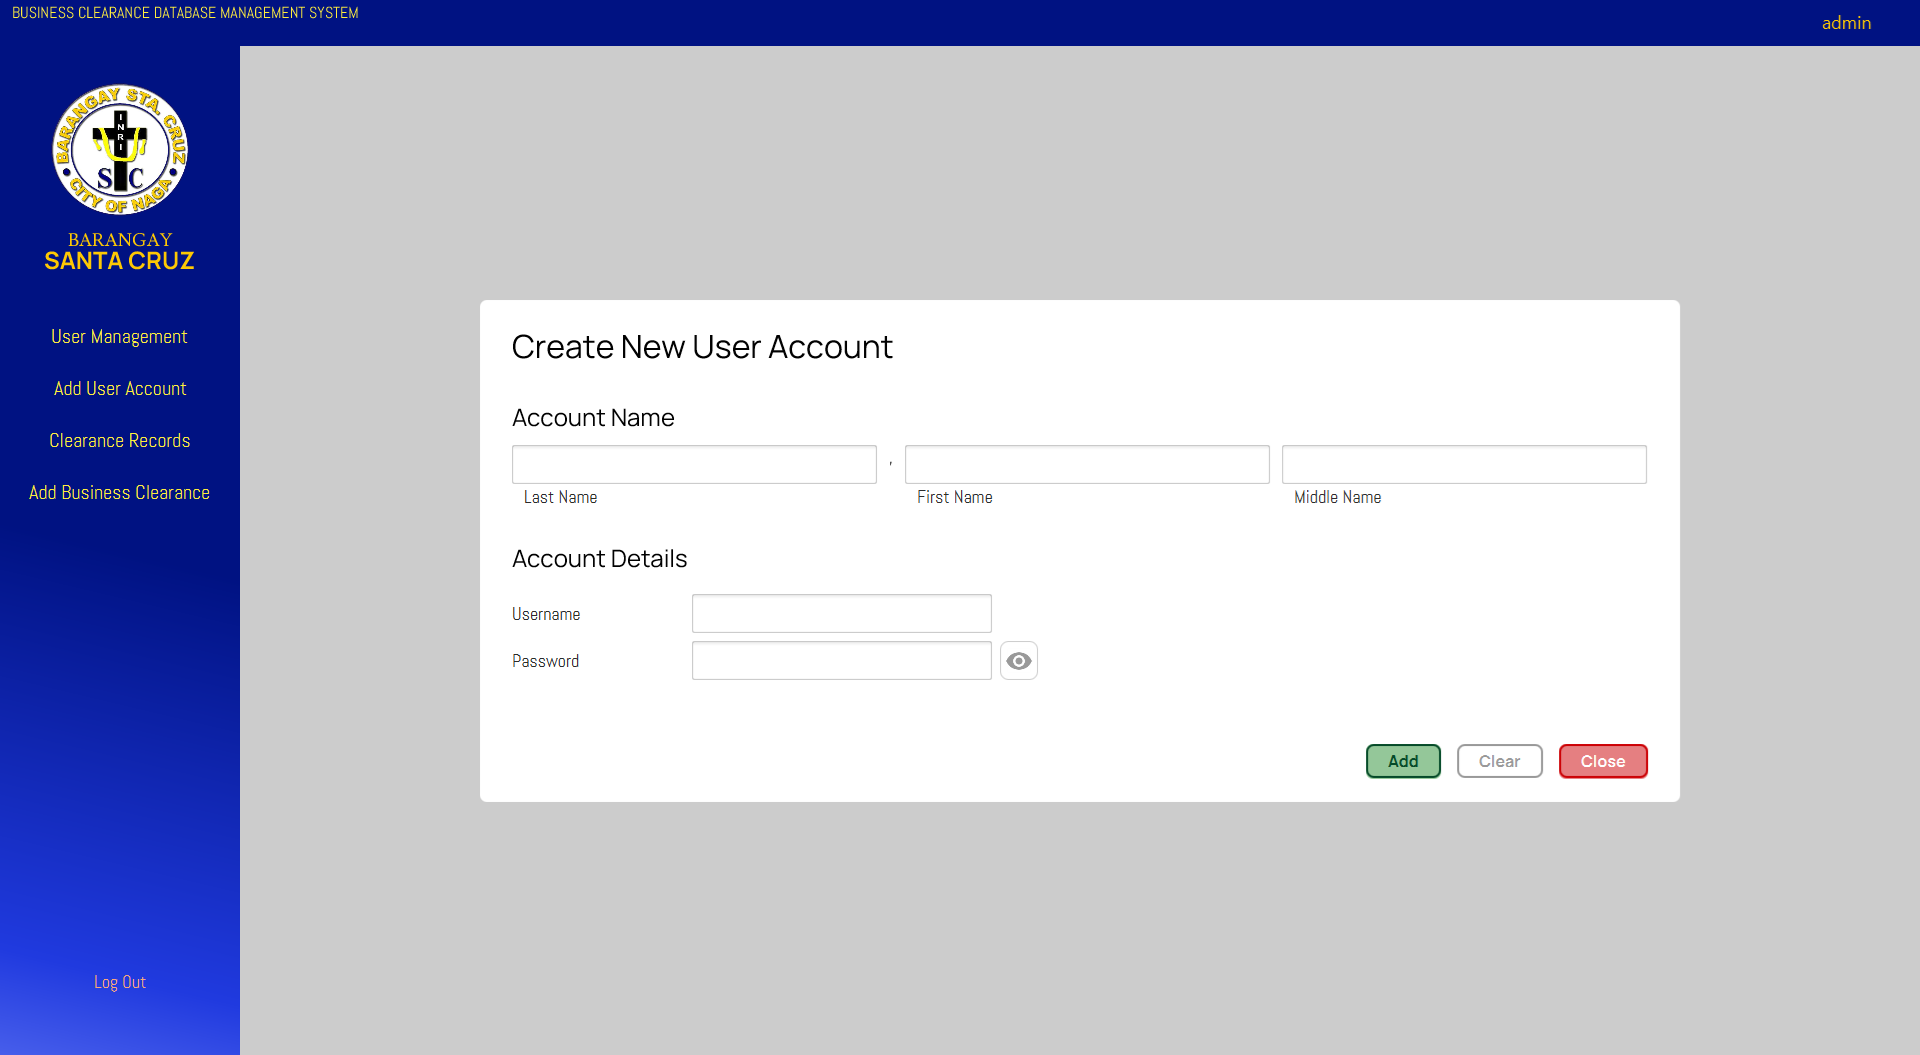 BUSINESS CLEARANCE DATABASE MANAGEMENT SYSTEM
admin
BARANGAY STA. CRUZ
INRI
SC
CITY OF NAGA
BARANGAY
SANTA CRUZ
User Management
Add User Account
Clearance Records
Add Business Clearance
Log Out
Create New User Account
Account Name
,
Last Name First Name Middle Name
Account Details
Username
Password
Add Clear Close